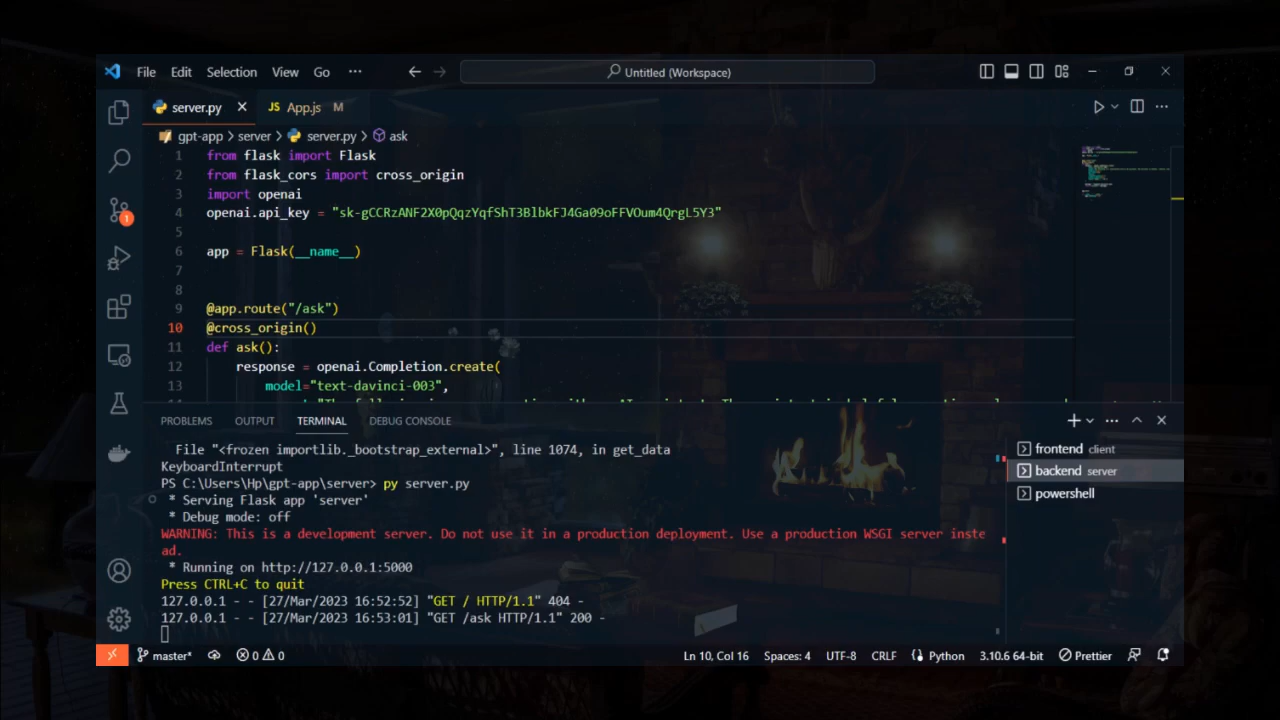 File Edit Selection View Go ··· Untitled (Workspace)
server.py JS App.js M
gpt-app > server > server.py > ask
1 from flask import Flask
2 from flask_cors import cross_origin
3 import openai
4 openai.api_key = "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"
5
6 app = Flask(__name__)
7
8
9 @app.route("/ask")
10 @cross_origin()
11 def ask():
12 response = openai.Completion.create(
13 model="text-davinci-003",
PROBLEMS OUTPUT TERMINAL DEBUG CONSOLE
File "<frozen importlib._bootstrap_external>", line 1074, in get_data
KeyboardInterrupt
PS C:\Users\Hp\gpt-app\server> py server.py
* Serving Flask app 'server'
* Debug mode: off
WARNING: This is a development server. Do not use it in a production deployment. Use a production WSGI server inste
ad.
* Running on http://127.0.0.1:5000
Press CTRL+C to quit
127.0.0.1 - - [27/Mar/2023 16:52:52] "GET / HTTP/1.1" 404 -
127.0.0.1 - - [27/Mar/2023 16:53:01] "GET /ask HTTP/1.1" 200 -
frontend client
backend server
powershell
1
master* 0 0 Ln 10, Col 16 Spaces: 4 UTF-8 CRLF Python 3.10.6 64-bit Prettier